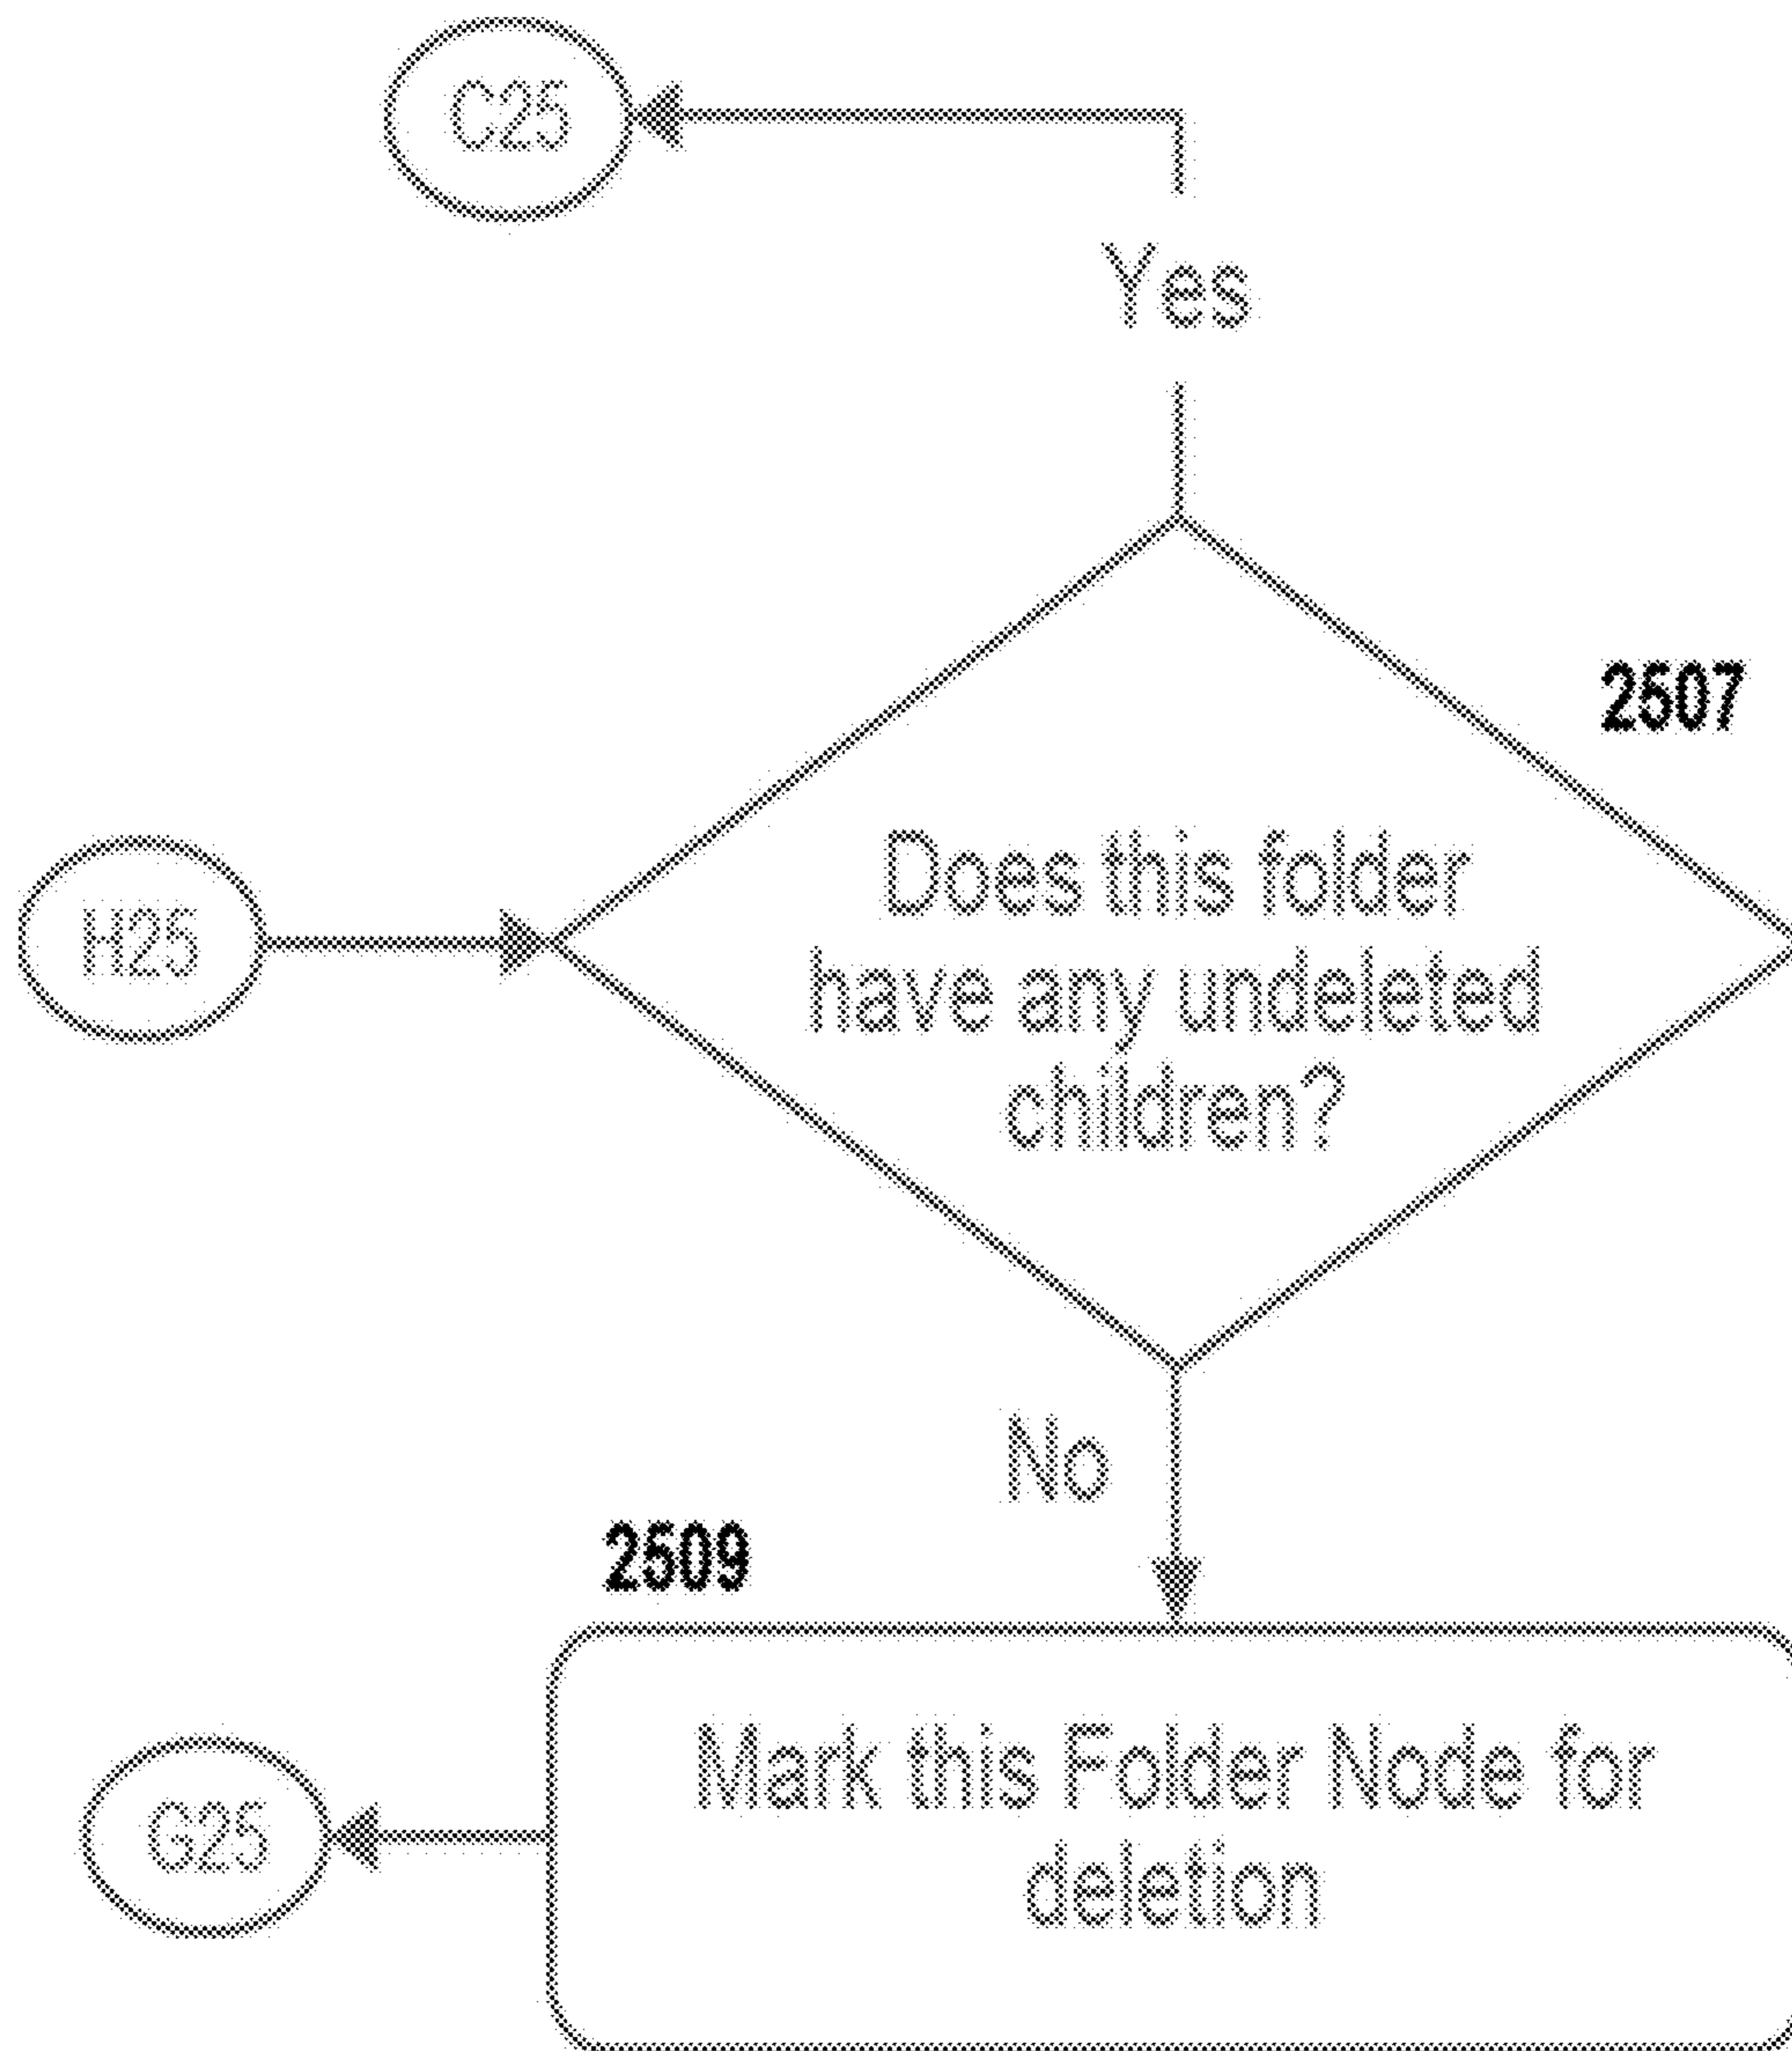 C25
Yes
2507
Does this folder
have any undeleted
children?
H25
No
2509
Mark this Folder Node for
deletion
G25